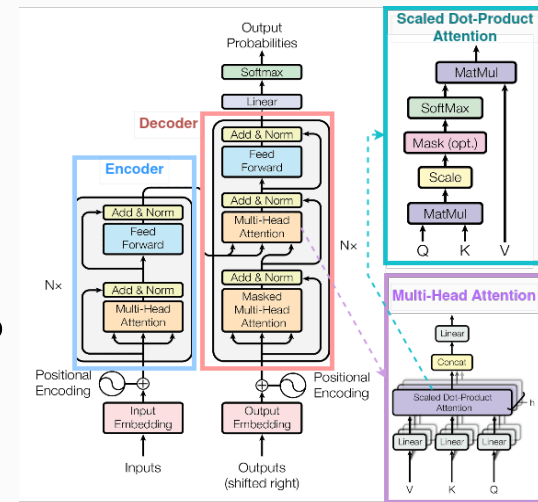 Output
Probabilities
Softmax
Linear
Decoder
Add & Norm
Feed
Forward
Add & Norm
Multi-Head
Attention
Nx
Add & Norm
Masked
Multi-Head
Attention
Encoder
Add & Norm
Feed
Forward
Nx
Add & Norm
Multi-Head
Attention
Positional
Encoding
Positional
Encoding
Input
Embedding
Output
Embedding
Inputs
Outputs
(shifted right)
Scaled Dot-Product
Attention
MatMul
SoftMax
Mask (opt.)
Scale
MatMul
Q K V
Multi-Head Attention
Linear
Concat
Scaled Dot-Product
Attention
h
Linear Linear Linear
V K Q